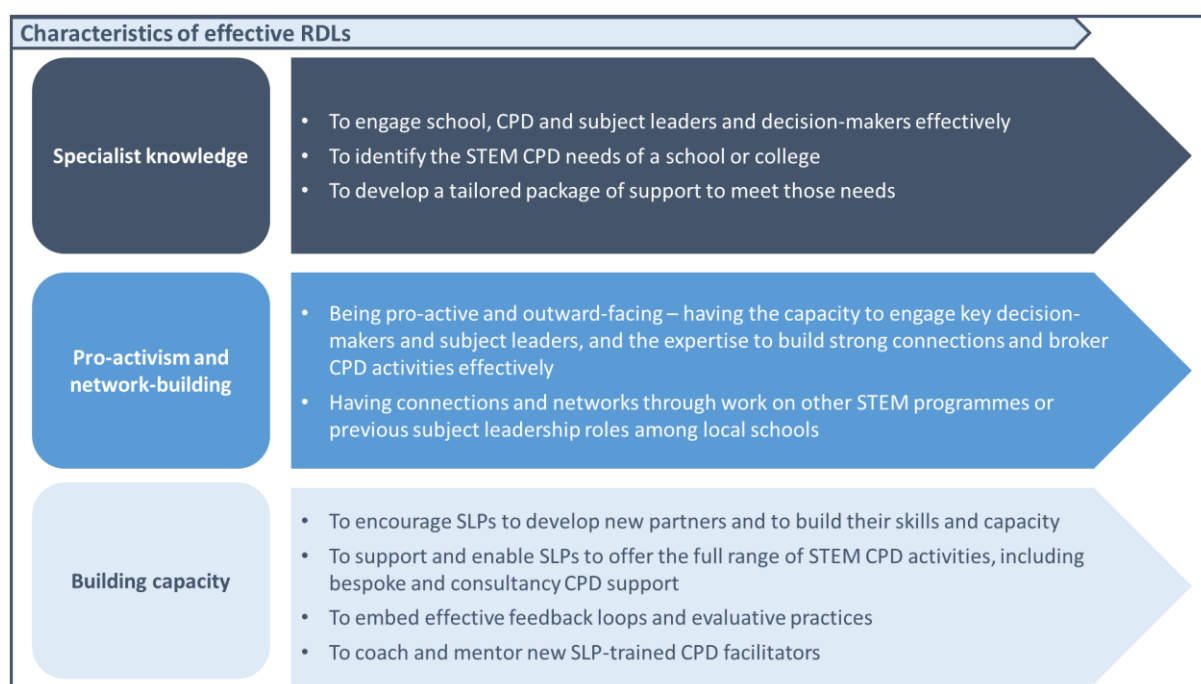 Characteristics of effective RDLs
Specialist knowledge
• To engage school, CPD and subject leaders and decision-makers effectively
• To identify the STEM CPD needs of a school or college
• To develop a tailored package of support to meet those needs
Pro-activism and
network-building
• Being pro-active and outward-facing – having the capacity to engage key decision-
makers and subject leaders, and the expertise to build strong connections and broker
CPD activities effectively
• Having connections and networks through work on other STEM programmes or
previous subject leadership roles among local schools
Building capacity
• To encourage SLPs to develop new partners and to build their skills and capacity
• To support and enable SLPs to offer the full range of STEM CPD activities, including
bespoke and consultancy CPD support
• To embed effective feedback loops and evaluative practices
• To coach and mentor new SLP-trained CPD facilitators